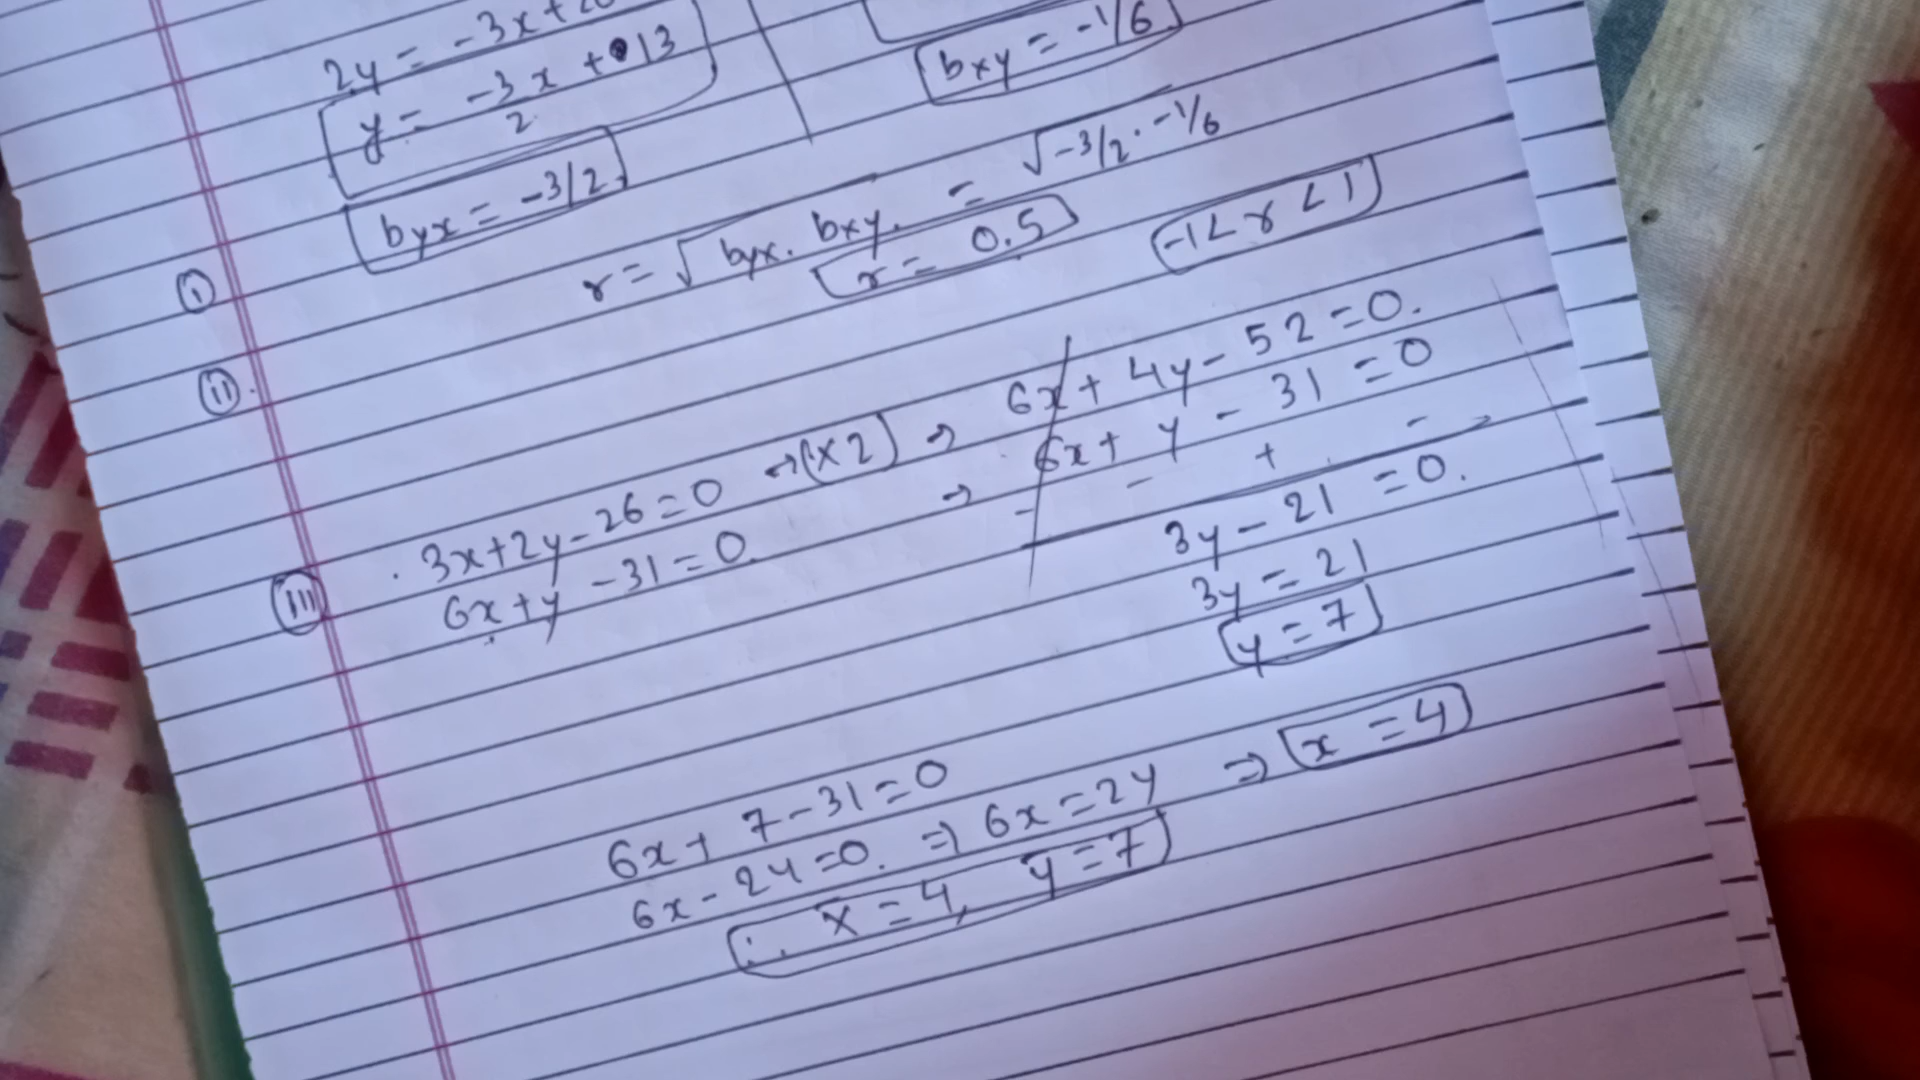 2y = -3x +
y = -3x/2 + 13
bxy = -1/6
(i) byx = -3/2
(ii) r = √byx. bxy. = √-3/2 . -1/6
r = 0.5
-1 < r < 1
(iii) 3x+2y-26=0 → (x2) → 6x + 4y - 52 =0.
6x+y -31=0. → 6x + y - 31 =0
- - + -
3y - 21 =0.
3y = 21
y = 7
6x + 7-31=0
6x - 24=0. ⇒ 6x=24 ⇒ x = 4
∴ x̄ = 4, ȳ = 7